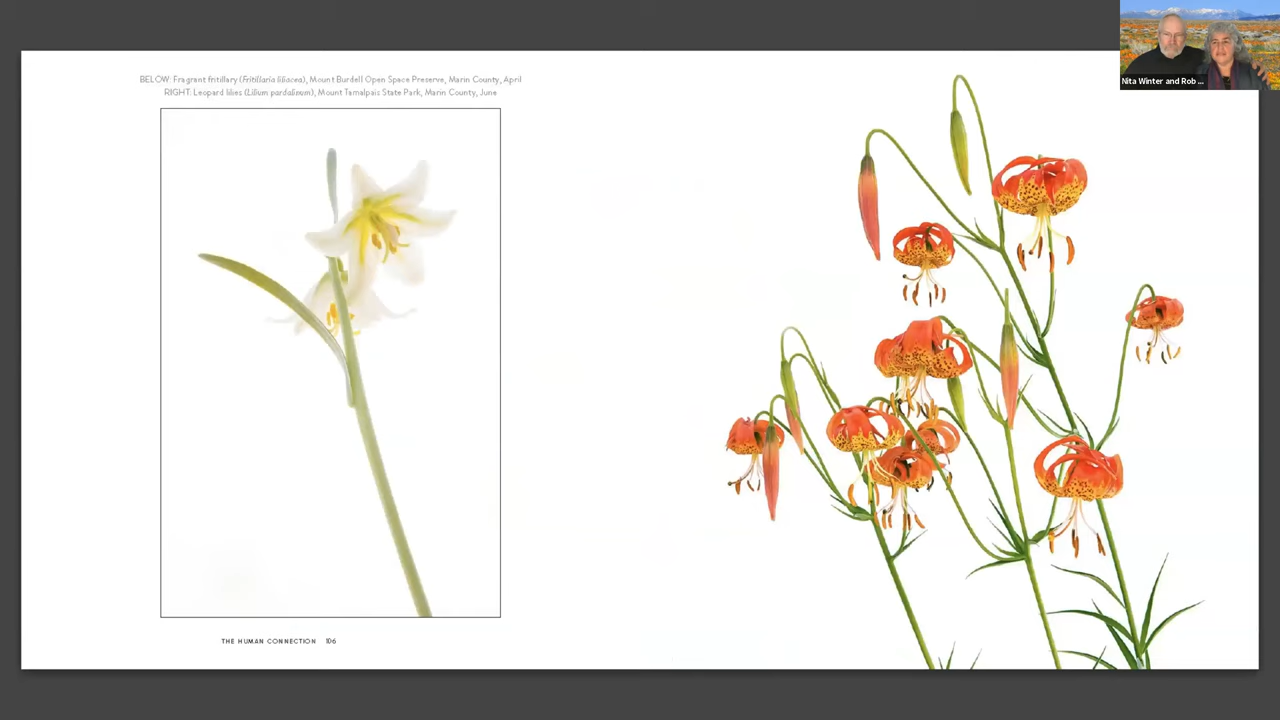 BELOW: Fragrant fritillary (Fritillaria liliacea), Mount Burdell Open Space Preserve, Marin County, April
RIGHT: Leopard lilies (Lilium pardalinum), Mount Tamalpais State Park, Marin County, June
Nita Winter and Rob ...
THE HUMAN CONNECTION 106